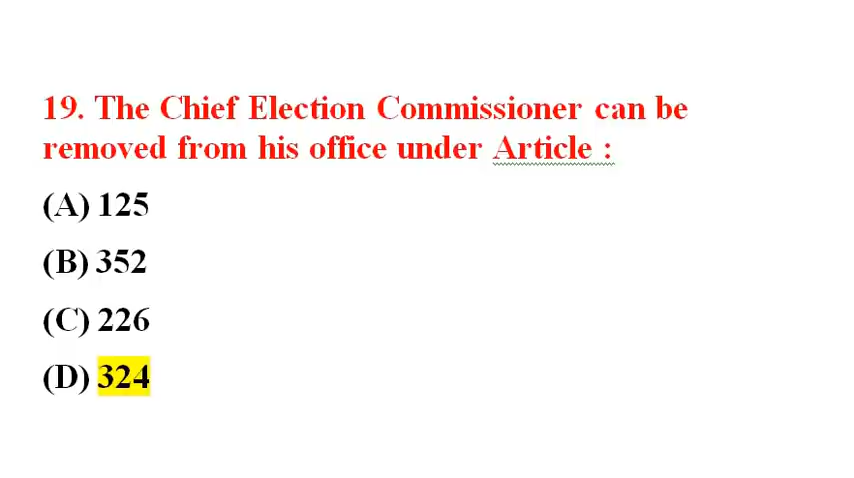 19. The Chief Election Commissioner can be
removed from his office under Article :
(A) 125
(B) 352
(C) 226
(D) 324